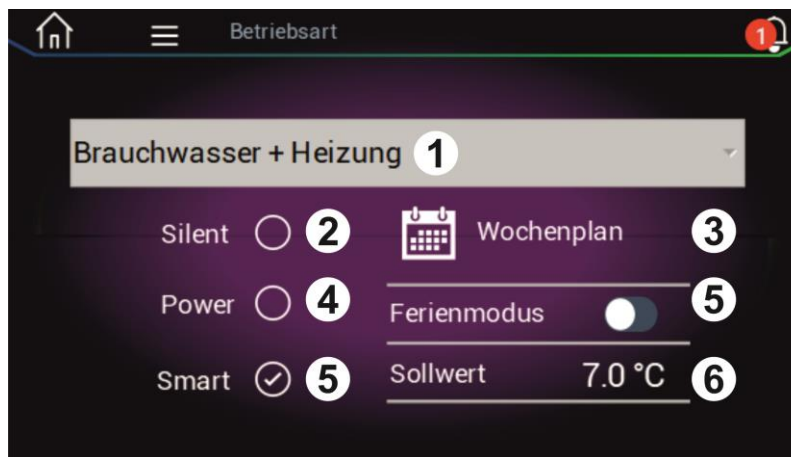 Betriebsart 1
Brauchwasser + Heizung 1
Silent 2 Wochenplan 3
Power 4 Ferienmodus 5
Smart 5 Sollwert 7.0 °C 6